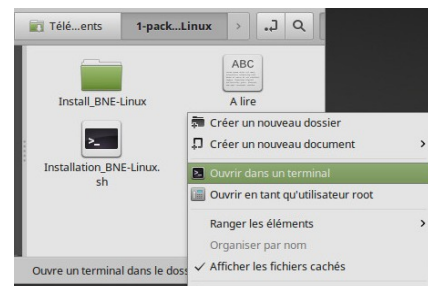 Télé...ents
1-pack...Linux
ABC
Install_BNE-Linux
A lire
Installation_BNE-Linux.
sh
Créer un nouveau dossier
Créer un nouveau document
Ouvrir dans un terminal
Ouvrir en tant qu'utilisateur root
Ranger les éléments
Organiser par nom
Afficher les fichiers cachés
Ouvre un terminal dans le doss